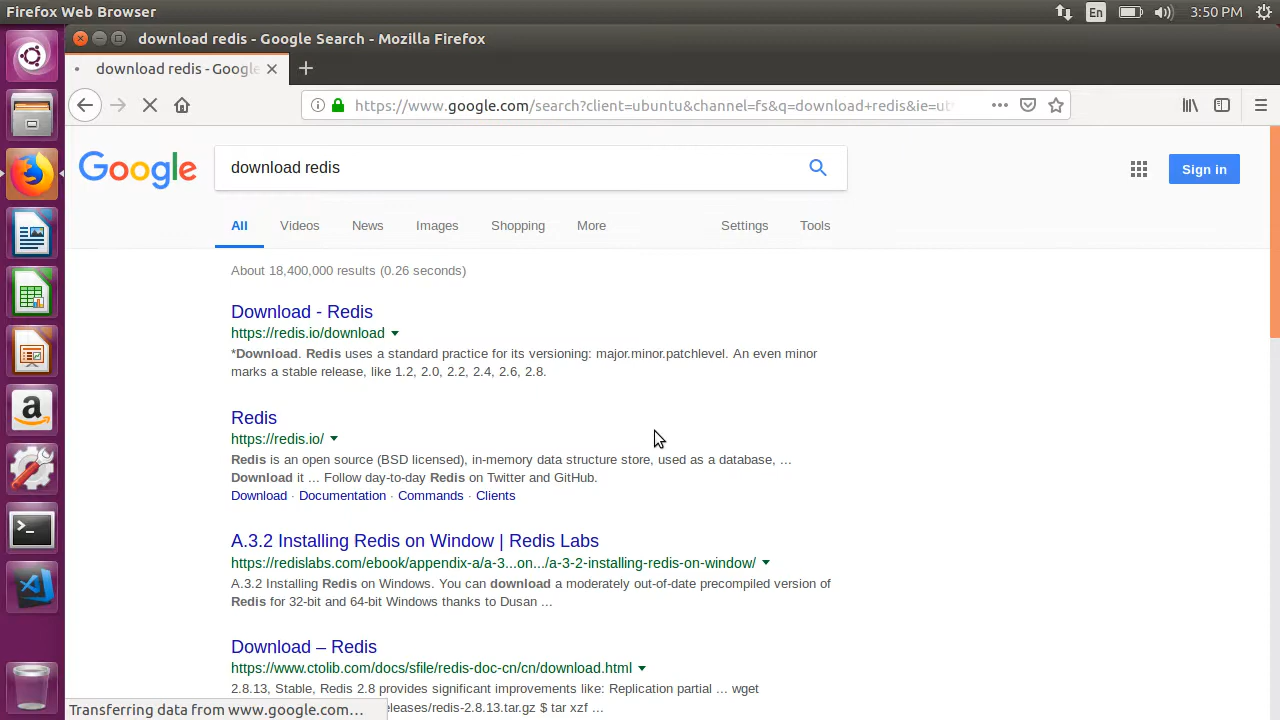 Firefox Web Browser
En
3:50 PM
download redis - Google Search - Mozilla Firefox
download redis - Google
https://www.google.com/search?client=ubuntu&channel=fs&q=download+redis&ie=ut
Google
download redis
Sign in
All
Videos
News
Images
Shopping
More
Settings
Tools
About 18,400,000 results (0.26 seconds)
Download - Redis
https://redis.io/download
*Download. Redis uses a standard practice for its versioning: major.minor.patchlevel. An even minor
marks a stable release, like 1.2, 2.0, 2.2, 2.4, 2.6, 2.8.
Redis
https://redis.io/
Redis is an open source (BSD licensed), in-memory data structure store, used as a database, ...
Download it ... Follow day-to-day Redis on Twitter and GitHub.
Download · Documentation · Commands · Clients
A.3.2 Installing Redis on Window | Redis Labs
https://redislabs.com/ebook/appendix-a/a-3...on.../a-3-2-installing-redis-on-window/
A.3.2 Installing Redis on Windows. You can download a moderately out-of-date precompiled version of
Redis for 32-bit and 64-bit Windows thanks to Dusan ...
Download – Redis
https://www.ctolib.com/docs/sfile/redis-doc-cn/cn/download.html
2.8.13, Stable, Redis 2.8 provides significant improvements like: Replication partial ... wget
eleases/redis-2.8.13.tar.gz $ tar xzf ...
Transferring data from www.google.com…